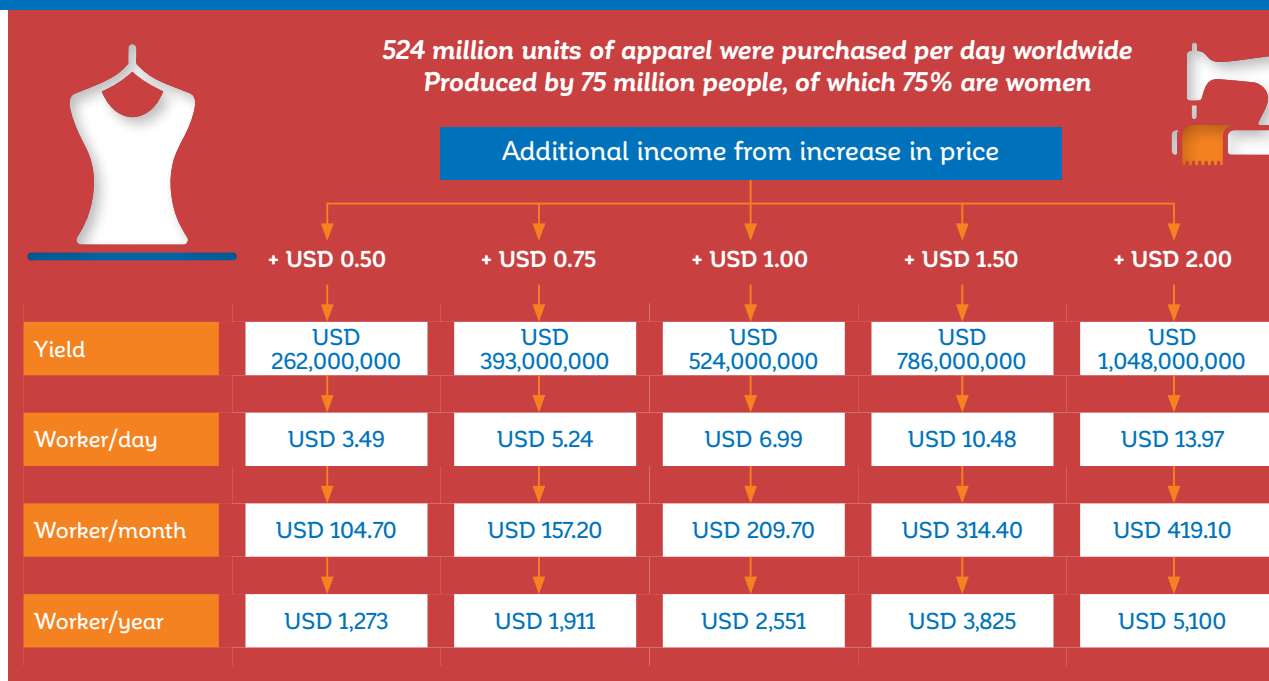 524 million units of apparel were purchased per day worldwide
Produced by 75 million people, of which 75% are women
Additional income from increase in price
+ USD 0.50
+ USD 0.75
+ USD 1.00
+ USD 1.50
+ USD 2.00
Yield
USD
262,000,000
USD
393,000,000
USD
524,000,000
USD
786,000,000
USD
1,048,000,000
Worker/day
USD 3.49
USD 5.24
USD 6.99
USD 10.48
USD 13.97
Worker/month
USD 104.70
USD 157.20
USD 209.70
USD 314.40
USD 419.10
Worker/year
USD 1,273
USD 1,911
USD 2,551
USD 3,825
USD 5,100